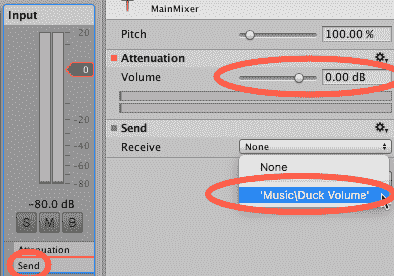 Input
20
0
0
-20
-40
-60
-80
-80.0 dB
S M B
Attenuation
Send
MainMixer
Pitch 100.00 %
Attenuation
Volume 0.00 dB
Send
Receive None
None
'Music\Duck Volume'